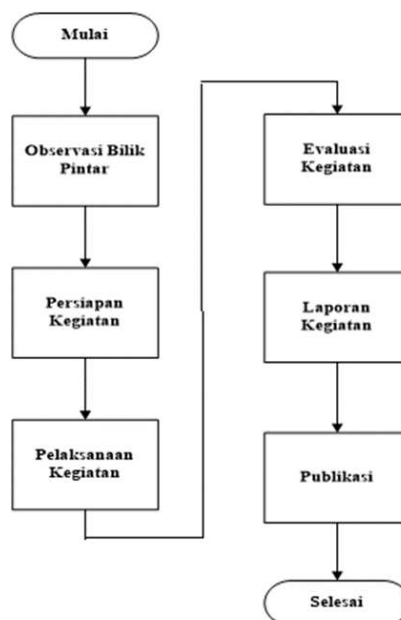 Mulai
Observasi Bilik
Pintar
Persiapan
Kegiatan
Pelaksanaan
Kegiatan
Evaluasi
Kegiatan
Laporan
Kegiatan
Publikasi
Selesai